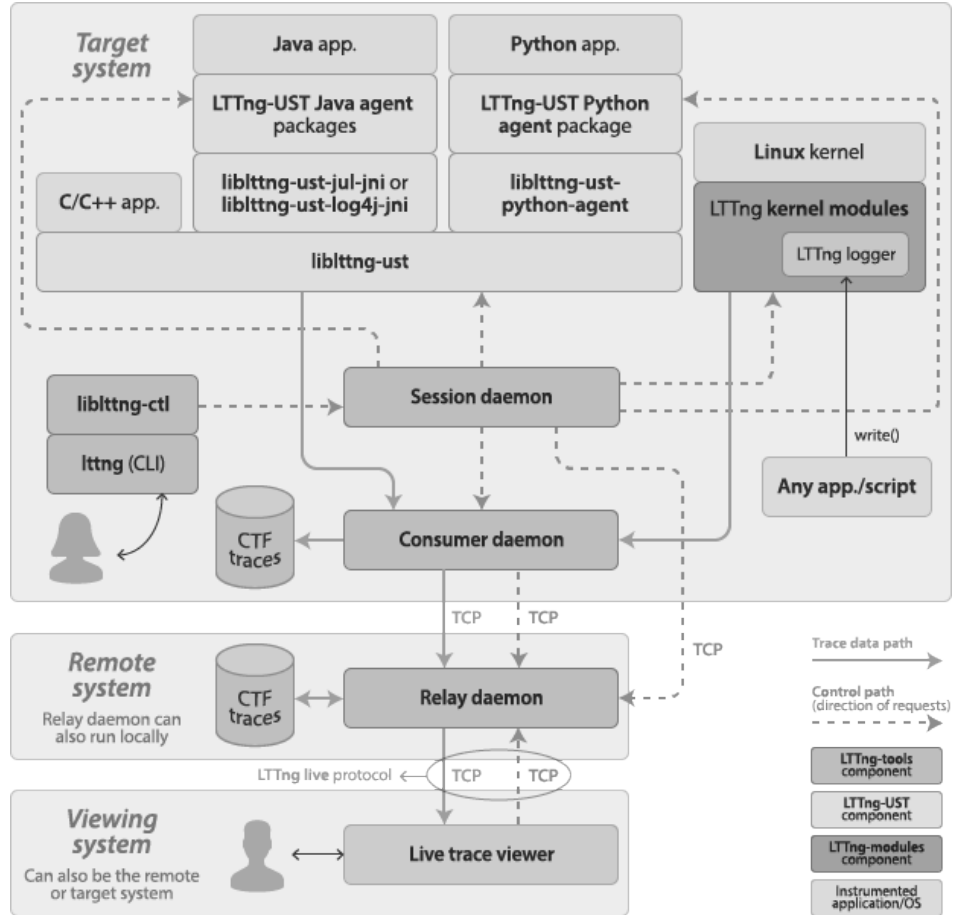 Target
system
Java app.
Python app.
LTTng-UST Java agent
packages
LTTng-UST Python
agent package
Linux kernel
C/C++ app.
liblttng-ust-jul-jni or
liblttng-ust-log4j-jni
liblttng-ust-
python-agent
LTTng kernel modules
LTTng logger
liblttng-ust
liblttng-ctl
Session daemon
lttng (CLI)
write()
Any app./script
CTF
traces
Consumer daemon
TCP
TCP
TCP
Remote
system
Relay daemon can
also run locally
CTF
traces
Relay daemon
LTTng live protocol
TCP
TCP
Viewing
system
Can also be the remote
or target system
Live trace viewer
Trace data path
Control path
(direction of requests)
LTTng-tools
component
LTTng-UST
component
LTTng-modules
component
Instrumented
application/OS